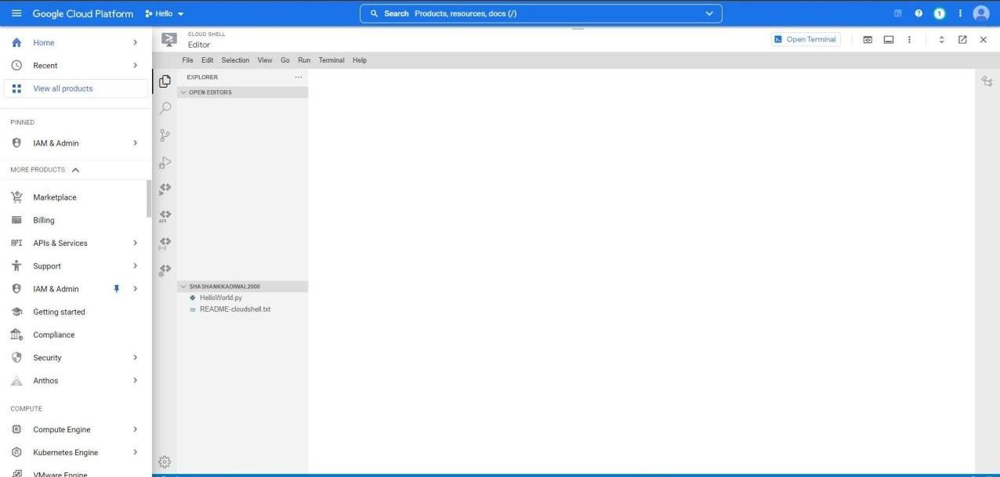 Google Cloud Platform Hello
Search Products, resources, docs (/)
1
Home
Recent
View all products
PINNED
IAM & Admin
MORE PRODUCTS
Marketplace
Billing
API APIs & Services
Support
IAM & Admin
Getting started
Compliance
Security
Anthos
COMPUTE
Compute Engine
Kubernetes Engine
VMware Engine
CLOUD SHELL
Editor
Open Terminal
File Edit Selection View Go Run Terminal Help
EXPLORER
OPEN EDITORS
API
SHASHANKKADIWAL2000
HelloWorld.py
README-cloudshell.txt